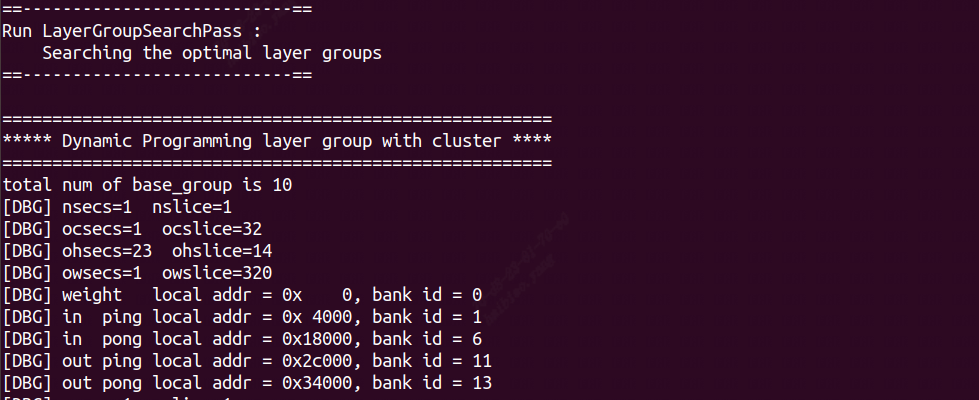 ==---------------------------==
Run LayerGroupSearchPass :
    Searching the optimal layer groups
==---------------------------==
=======================================================
***** Dynamic Programming layer group with cluster ****
=======================================================
total num of base_group is 10
[DBG] nsecs=1  nslice=1
[DBG] ocsecs=1  ocslice=32
[DBG] ohsecs=23  ohslice=14
[DBG] owsecs=1  owslice=320
[DBG] weight   local addr = 0x    0, bank id = 0
[DBG] in  ping local addr = 0x 4000, bank id = 1
[DBG] in  pong local addr = 0x18000, bank id = 6
[DBG] out ping local addr = 0x2c000, bank id = 11
[DBG] out pong local addr = 0x34000, bank id = 13